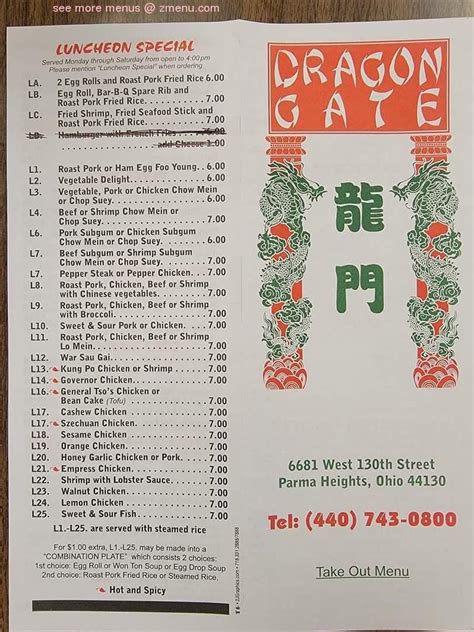 see more menus @ zmenu.com
LUNCHEON SPECIAL
Served Monday through Saturday from open to 4:00pm
Please mention "Luncheon Special" when ordering
LA. 2 Egg Rolls and Roast Pork Fried Rice 6.00
LB. Egg Roll, Bar-B-Q Spare Rib and
Roast Pork Fried Rice. . . . . . . . . . . 7.00
LC. Fried Shrimp, Fried Seafood Stick and
Roast Pork Fried Rice. . . . . . . . . . . 7.00
LD. Hamburger with French Fries
add Cheese 1.00
L1. Roast Pork or Ham Egg Foo Young. . 7.00
L2. Vegetable Delight. . . . . . . . . . . 7.00
L3. Vegetable, Pork or Chicken Chow Mein
or Chop Suey. . . . . . . . . . . . 6.00
L4. Beef or Shrimp Chow Mein or
Chop Suey. . . . . . . . . . . . 7.00
L6. Pork Subgum or Chicken Subgum
Chow Mein or Chop Suey. . . . . . 6.00
L7. Beef Subgum or Shrimp Subgum
Chow Mein or Chop Suey. . . . . . 7.00
L7. Pepper Steak or Pepper Chicken. . . 7.00
L8. Roast Pork, Chicken, Beef or Shrimp
with Chinese vegetables. . . . . . . 7.00
L9. Roast Pork, Chicken, Beef or Shrimp
with Broccoli. . . . . . . . . . . 7.00
L10. Sweet & Sour Pork or Chicken. . . . 7.00
L11. Roast Pork, Chicken, Beef or Shrimp
Lo Mein. . . . . . . . . . . . 7.00
L12. War Sau Gai. . . . . . . . . . . 7.00
L13. Kung Po Chicken or Shrimp . . . . 7.00
L14. Governor Chicken. . . . . . . . . 7.00
L16. General Tso's Chicken or
Bean Cake (Tofu) . . . . . . . . . 7.00
L17. Cashew Chicken . . . . . . . . . 7.00
L17. Szechuan Chicken. . . . . . . . . 7.00
L18. Sesame Chicken . . . . . . . . . 7.00
L19. Orange Chicken . . . . . . . . . 7.00
L20. Honey Garlic Chicken or Pork. . . . 7.00
L21. Empress Chicken. . . . . . . . . 7.00
L22. Shrimp with Lobster Sauce. . . . . 7.00
L23. Walnut Chicken. . . . . . . . . . 7.00
L24. Lemon Chicken . . . . . . . . . 7.00
L25. Sweet & Sour Fish. . . . . . . . . 7.00
L1.-L25. are served with steamed rice
For $1.00 extra, L1.-L25. may be made into a
"COMBINATION PLATE" which consists 2 choices:
1st choice: Egg Roll or Won Ton Soup or Egg Drop Soup
2nd choice: Roast Pork Fried Rice or Steamed Rice.
Hot and Spicy
DRAGON
GATE
龍
門
6681 West 130th Street
Parma Heights, Ohio 44130
Tel: (440) 743-0800
Take Out Menu